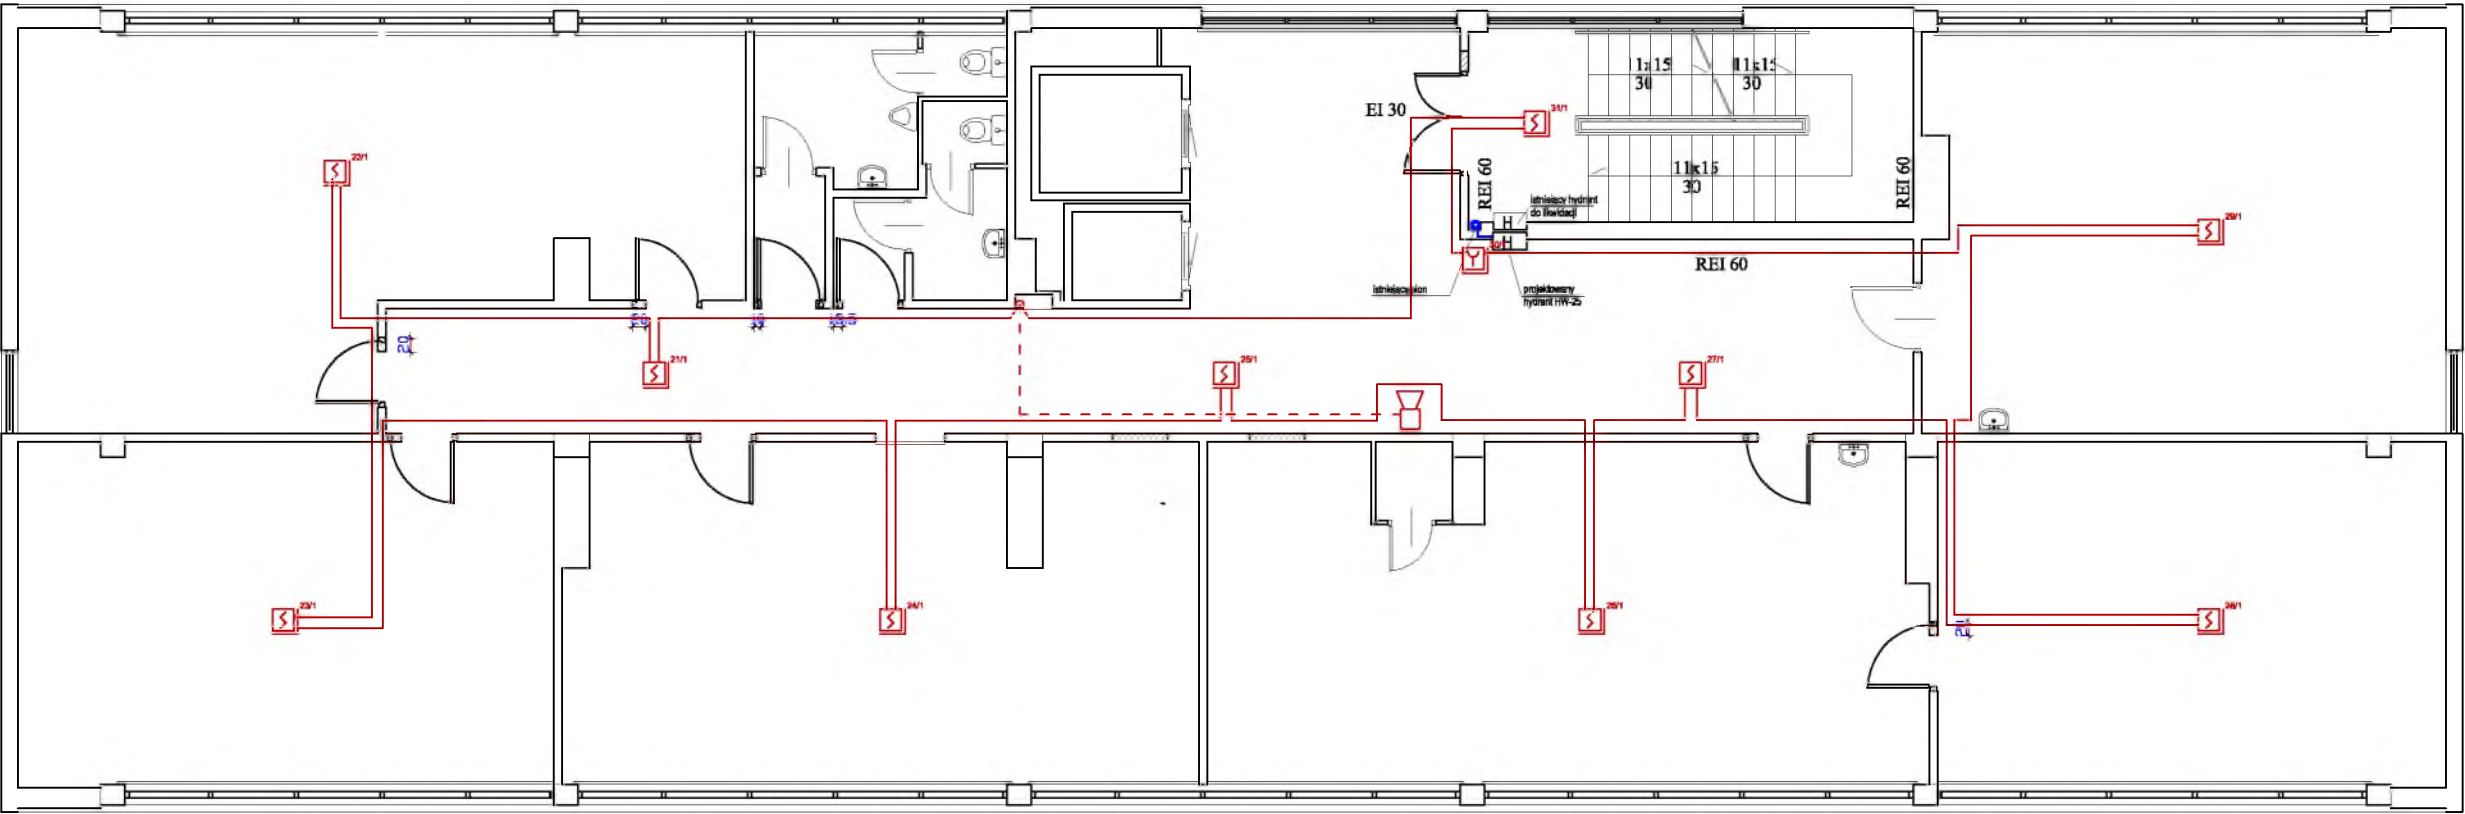 11x15
30
11x15
30
31/1
EI 30
22/1
11x15
30
REI 60
REI 60
istniejący hydrant
do likwidacji
H
H
29/1
30/1
REI 60
istniejący pion
projektowany
hydrant HW-25
20
21/1
25/1
27/1
23/1
24/1
28/1